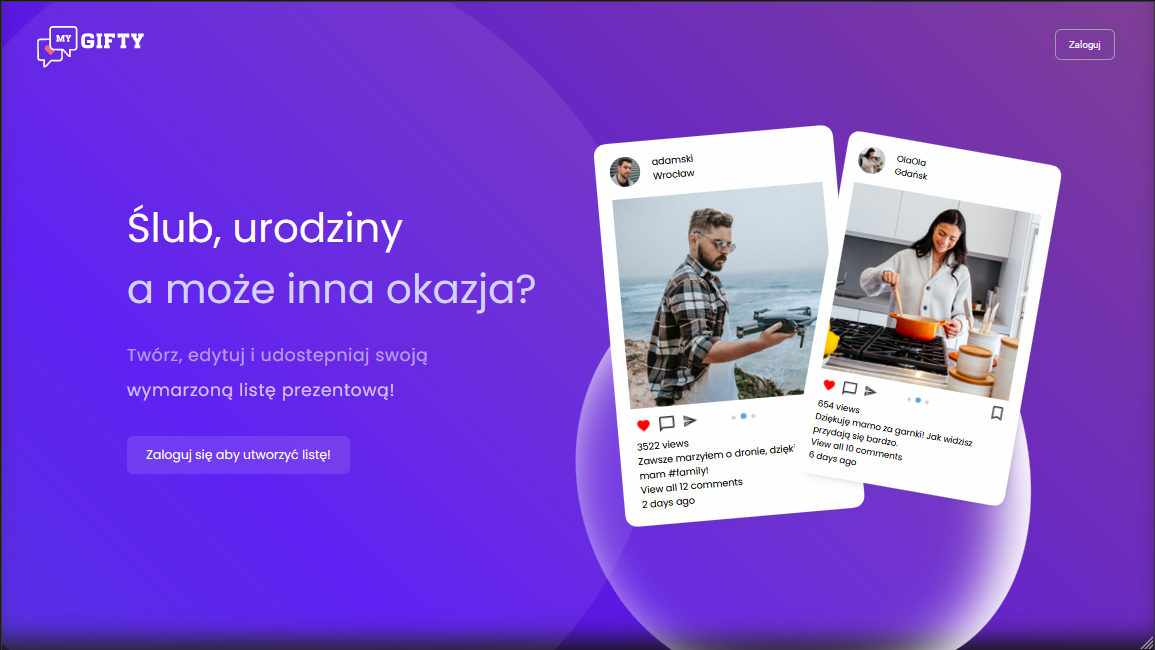 MY GIFTY
Zaloguj
Ślub, urodziny
a może inna okazja?
Twórz, edytuj i udostepniaj swoją
wymarzoną listę prezentową!
Zaloguj się aby utworzyć listę!
adamski
Wrocław
3522 views
Zawsze marzyłem o dronie, dzięk
mam #family!
View all 12 comments
2 days ago
OlaOla
Gdańsk
654 views
Dziękuję mamo za garnki! Jak widzisz
przydają się bardzo.
View all 10 comments
6 days ago